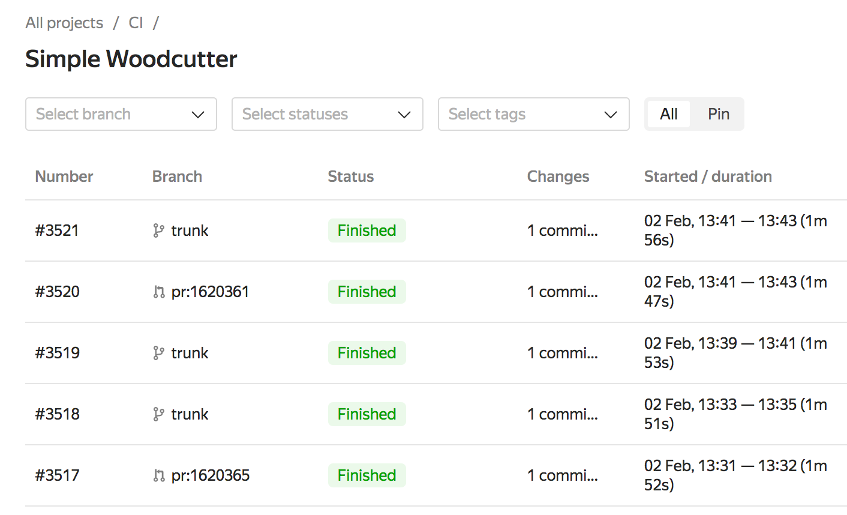 All projects / CI /
Simple Woodcutter
Select branch Select statuses Select tags All Pin
Number Branch Status Changes Started / duration
#3521 trunk Finished 1 commi... 02 Feb, 13:41 — 13:43 (1m
56s)
#3520 pr:1620361 Finished 1 commi... 02 Feb, 13:41 — 13:43 (1m
47s)
#3519 trunk Finished 1 commi... 02 Feb, 13:39 — 13:41 (1m
53s)
#3518 trunk Finished 1 commi... 02 Feb, 13:33 — 13:35 (1m
51s)
#3517 pr:1620365 Finished 1 commi... 02 Feb, 13:31 — 13:32 (1m
52s)